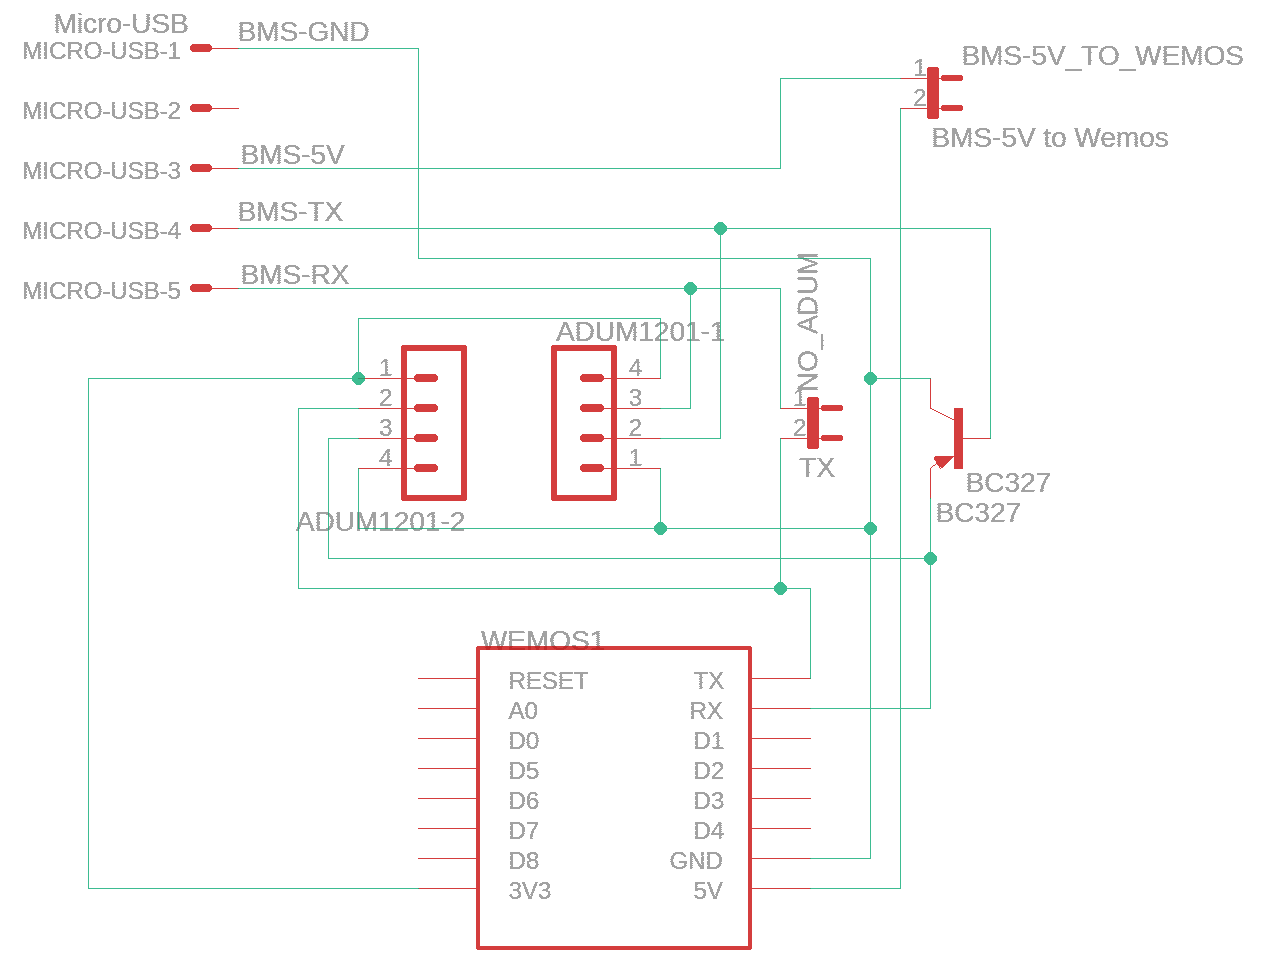 Micro-USB
MICRO-USB-1
BMS-GND
MICRO-USB-2
MICRO-USB-3
BMS-5V
MICRO-USB-4
BMS-TX
MICRO-USB-5
BMS-RX
1
2
BMS-5V_TO_WEMOS
BMS-5V to Wemos
ADUM1201-1
1
2
3
4
4
3
2
1
ADUM1201-2
NO_ADUM
1
2
TX
BC327
BC327
WEMOS1
RESET TX
A0 RX
D0 D1
D5 D2
D6 D3
D7 D4
D8 GND
3V3 5V